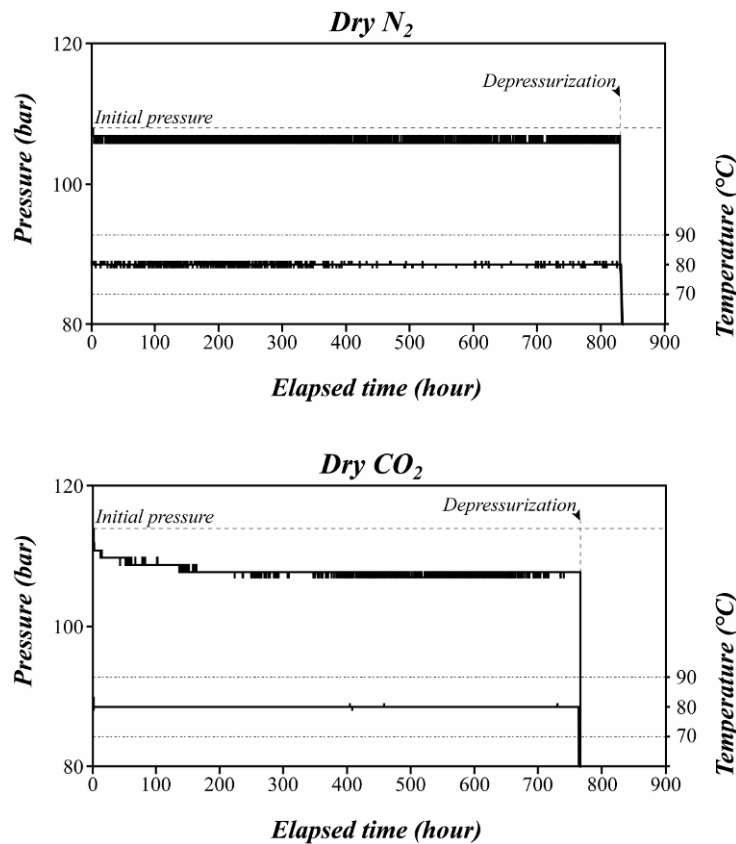 Dry N₂
120
100
80
Pressure (bar)
Initial pressure
Depressurization
90
80
70
Temperature (°C)
0 100 200 300 400 500 600 700 800 900
Elapsed time (hour)
Dry CO₂
120
100
80
Pressure (bar)
Initial pressure
Depressurization
90
80
70
Temperature (°C)
0 100 200 300 400 500 600 700 800 900
Elapsed time (hour)